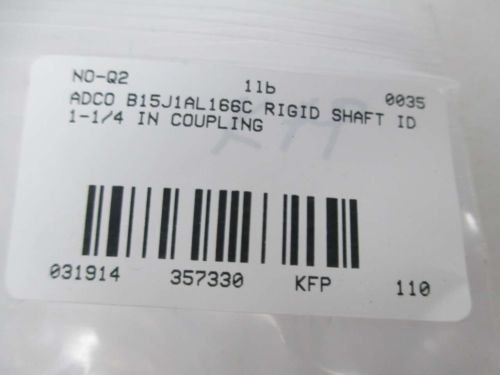 NO-Q2 1lb 0035
ADCO B15J1AL166C RIGID SHAFT ID
1-1/4 IN COUPLING
031914 357330 KFP 110